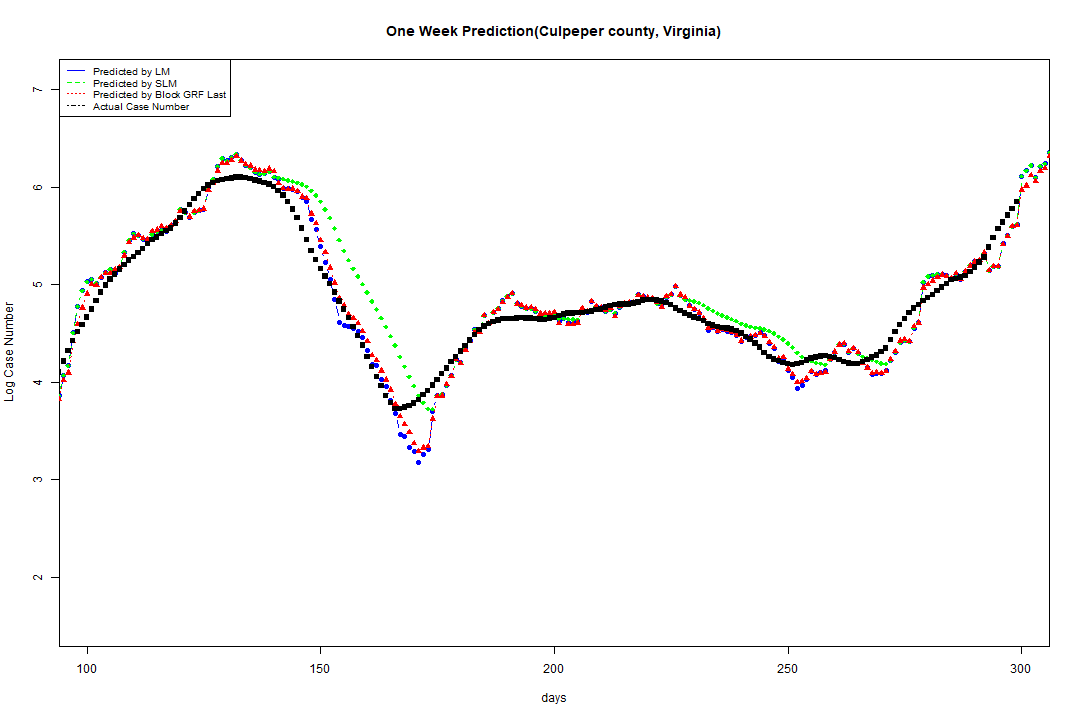 One Week Prediction(Culpeper county, Virginia)
Predicted by LM
Predicted by SLM
Predicted by Block GRF Last
Actual Case Number
7
6
5
4
3
2
Log Case Number
100 150 200 250 300
days